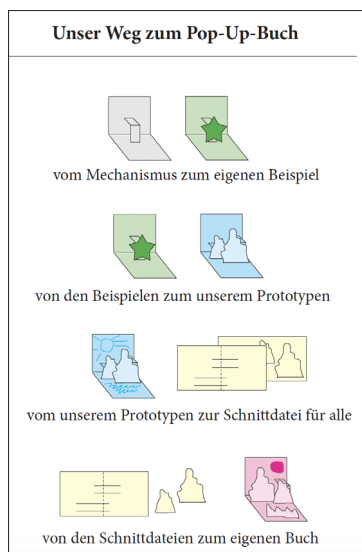 Unser Weg zum Pop-Up-Buch
vom Mechanismus zum eigenen Beispiel
von den Beispielen zum unserem Prototypen
vom unserem Prototypen zur Schnittdatei für alle
von den Schnittdateien zum eigenen Buch